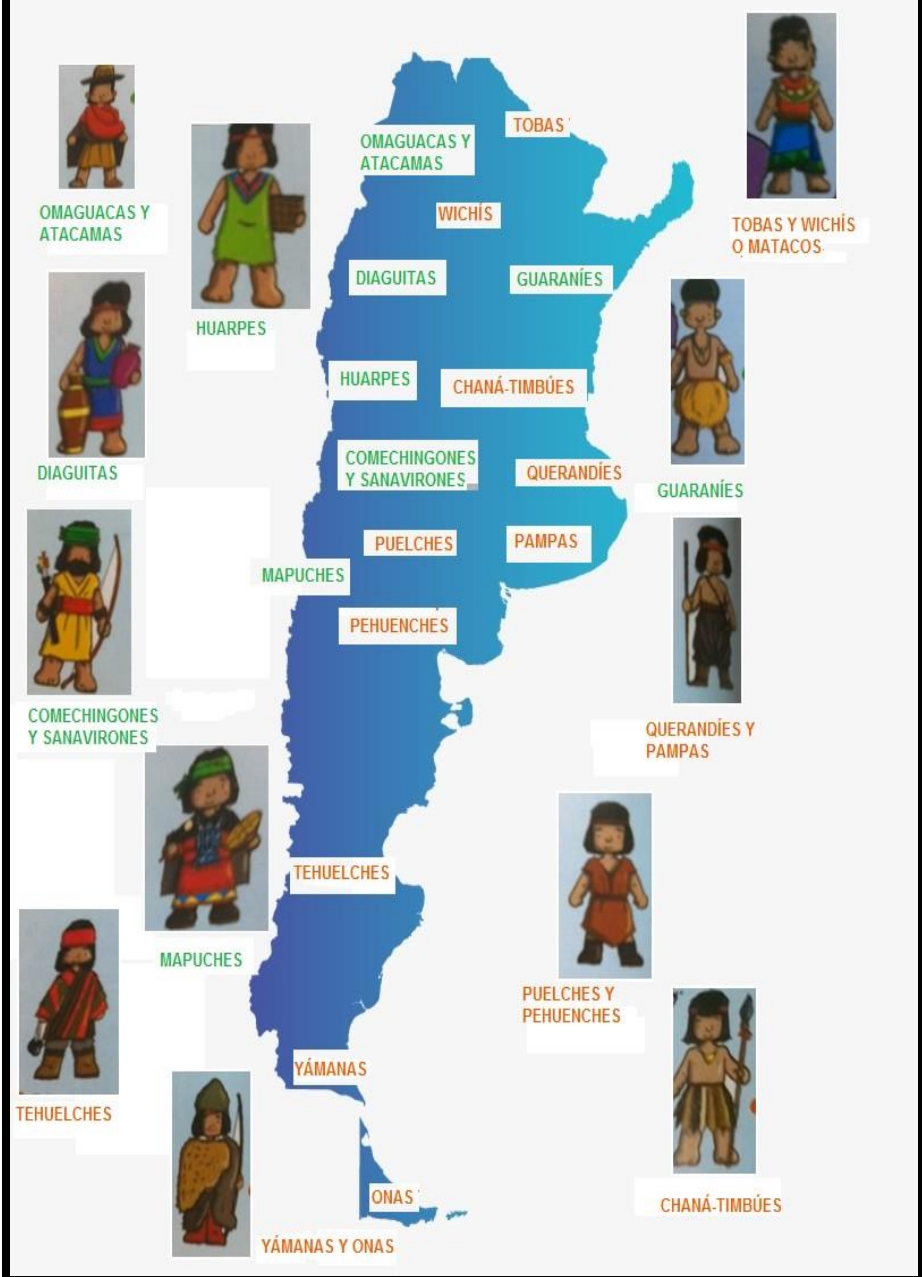 TOBAS
OMAGUACAS Y
ATACAMAS
WICHÍS
OMAGUACAS Y
ATACAMAS
TOBAS Y WICHÍS
O MATACOS
DIAGUITAS
GUARANÍES
HUARPES
HUARPES
CHANÁ-TIMBÚES
COMECHINGONES
Y SANAVIRONES
QUERANDÍES
DIAGUITAS
GUARANÍES
PUELCHES
PAMPAS
MAPUCHES
PEHUENCHES
COMECHINGONES
Y SANAVIRONES
QUERANDÍES Y
PAMPAS
TEHUELCHES
MAPUCHES
PUELCHES Y
PEHUENCHES
YÁMANAS
TEHUELCHES
ONAS
CHANÁ-TIMBÚES
YÁMANAS Y ONAS